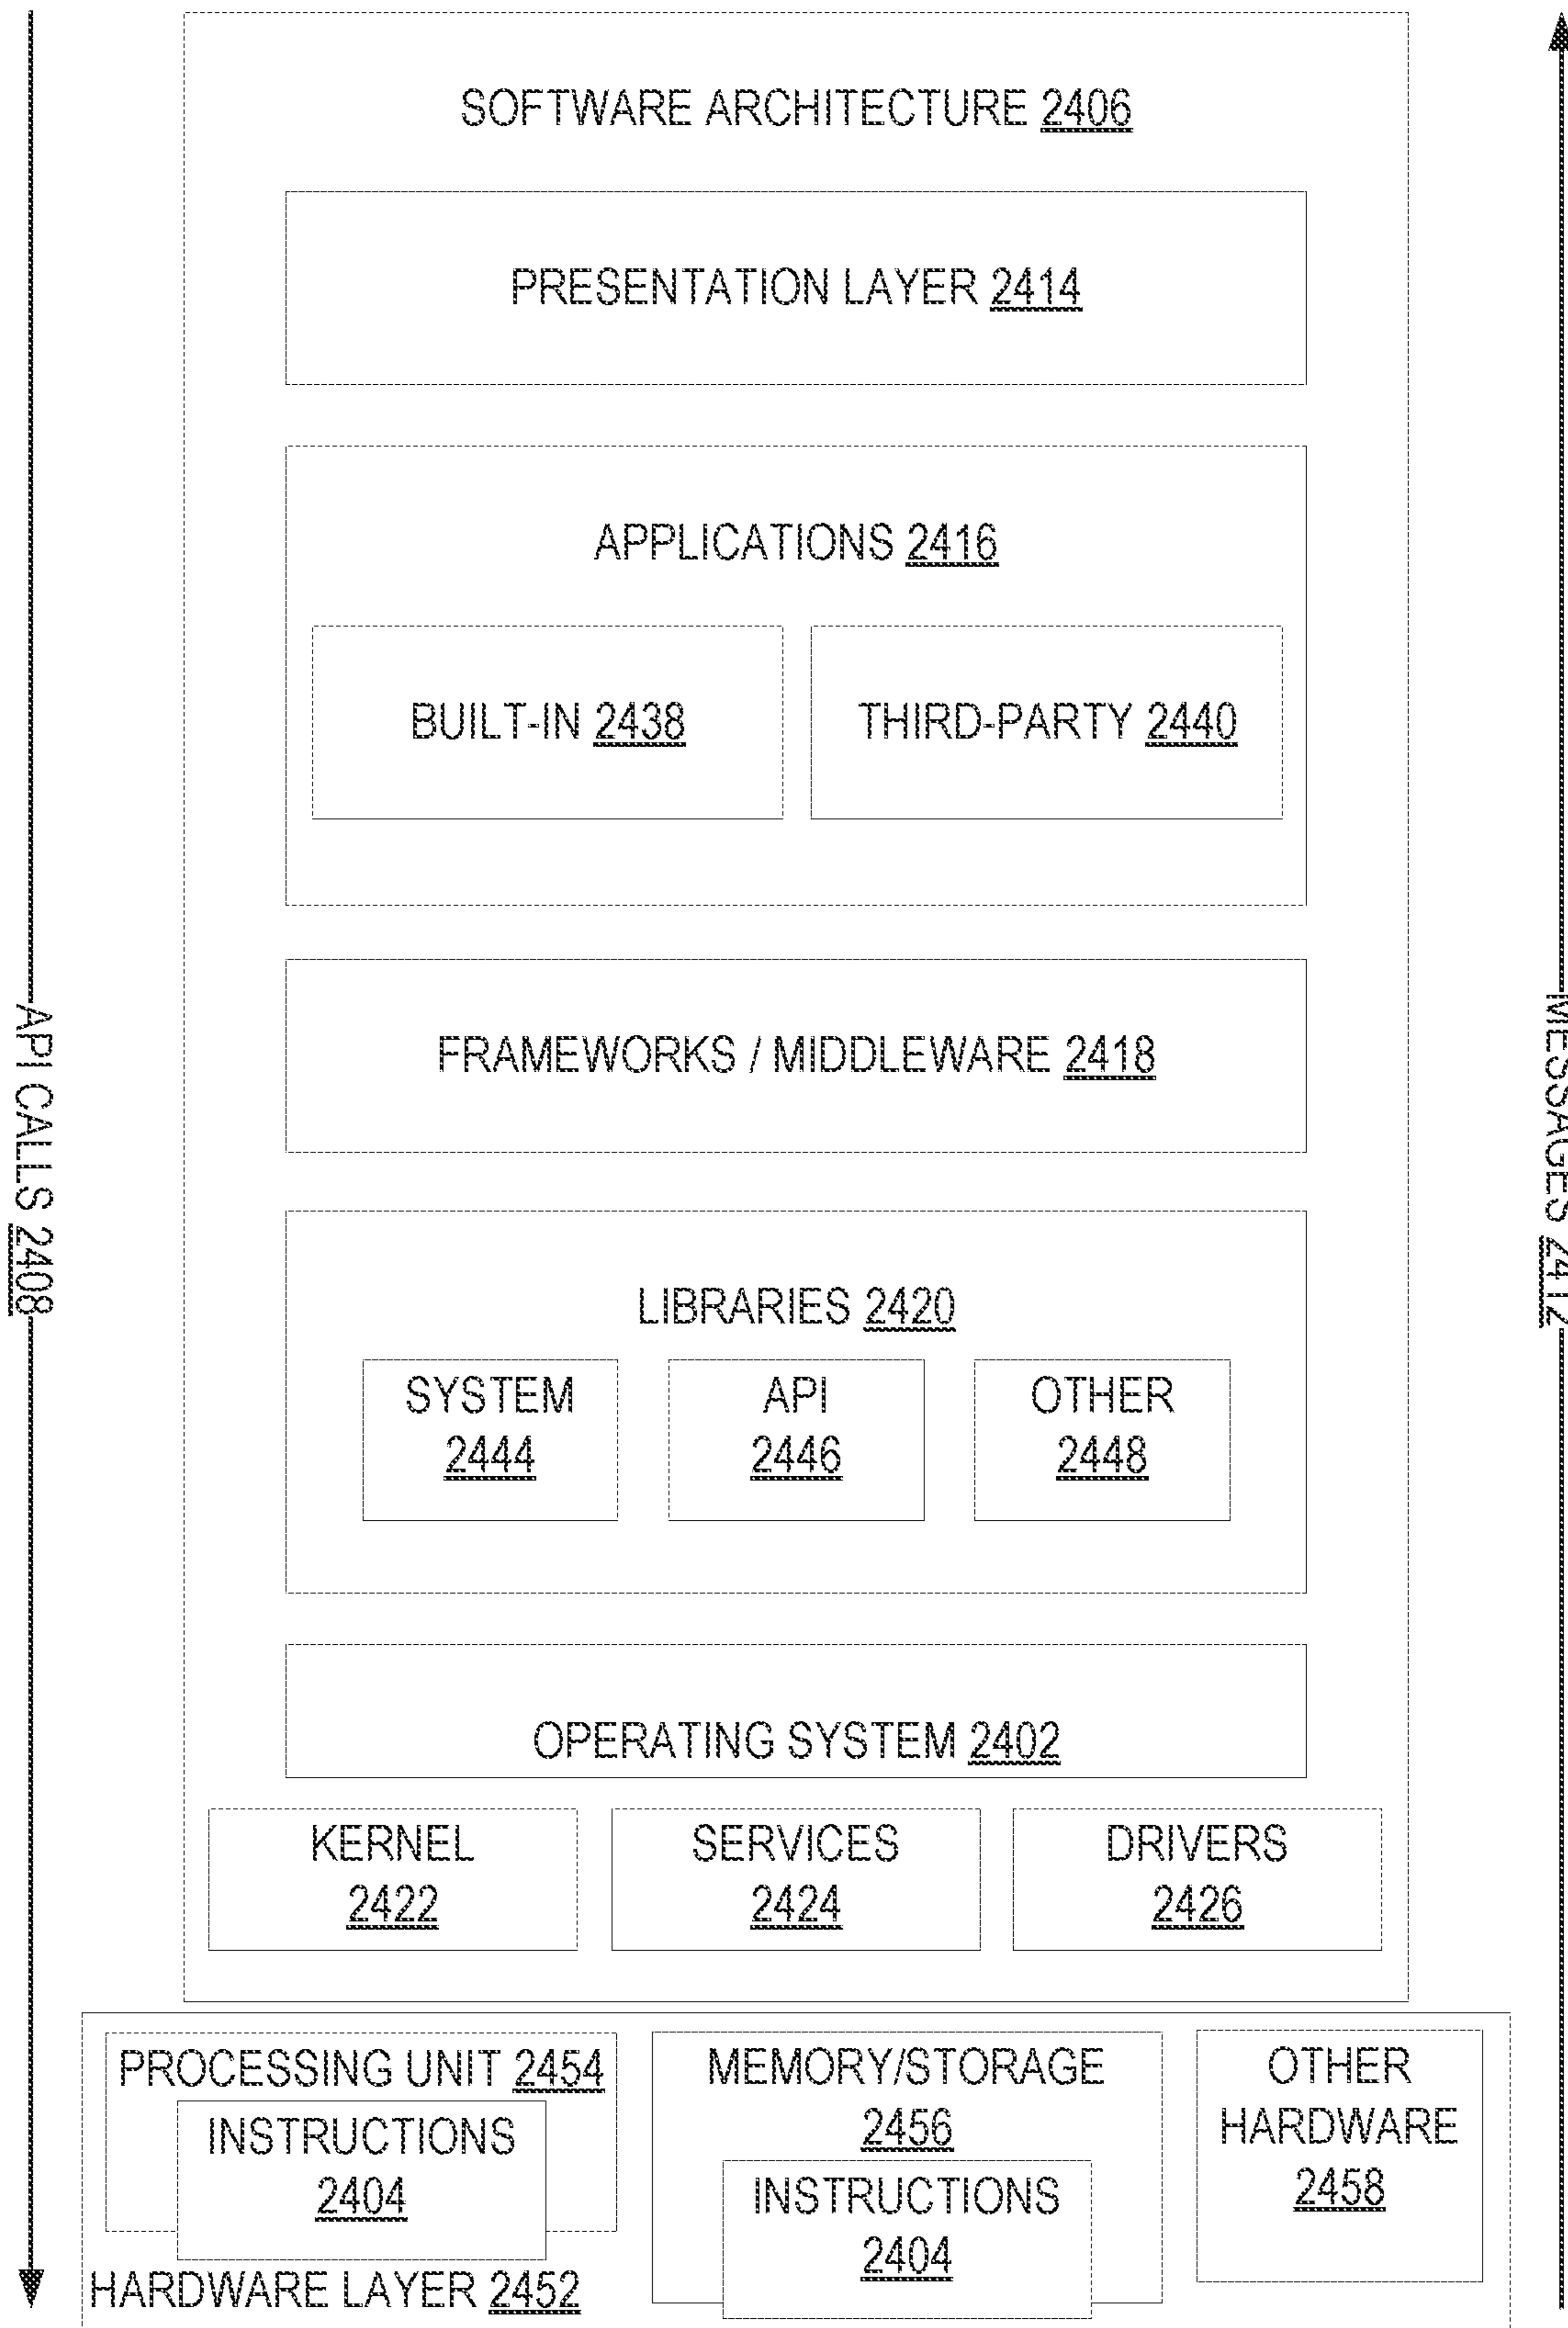 SOFTWARE ARCHITECTURE 2406
PRESENTATION LAYER 2414
APPLICATIONS 2416
BUILT-IN 2438
THIRD-PARTY 2440
FRAMEWORKS / MIDDLEWARE 2418
API CALLS 2408
MESSAGES 2412
LIBRARIES 2420
SYSTEM
2444
API
2446
OTHER
2448
OPERATING SYSTEM 2402
KERNEL
2422
SERVICES
2424
DRIVERS
2426
PROCESSING UNIT 2454
INSTRUCTIONS
2404
MEMORY/STORAGE
2456
INSTRUCTIONS
2404
OTHER
HARDWARE
2458
HARDWARE LAYER 2452